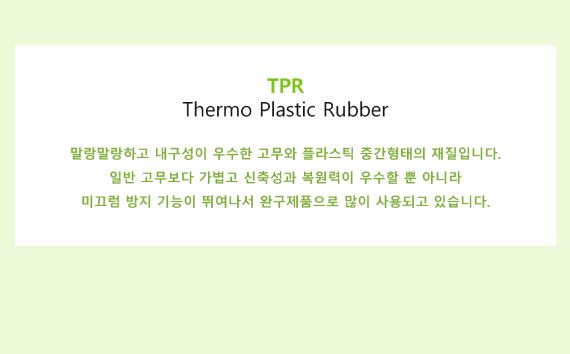 TPR
Thermo Plastic Rubber
말랑말랑하고 내구성이 우수한 고무와 플라스틱 중간형태의 재질입니다.
일반 고무보다 가볍고 신축성과 복원력이 우수할 뿐 아니라
미끄럼 방지 기능이 뛰여나서 완구제품으로 많이 사용되고 있습니다.